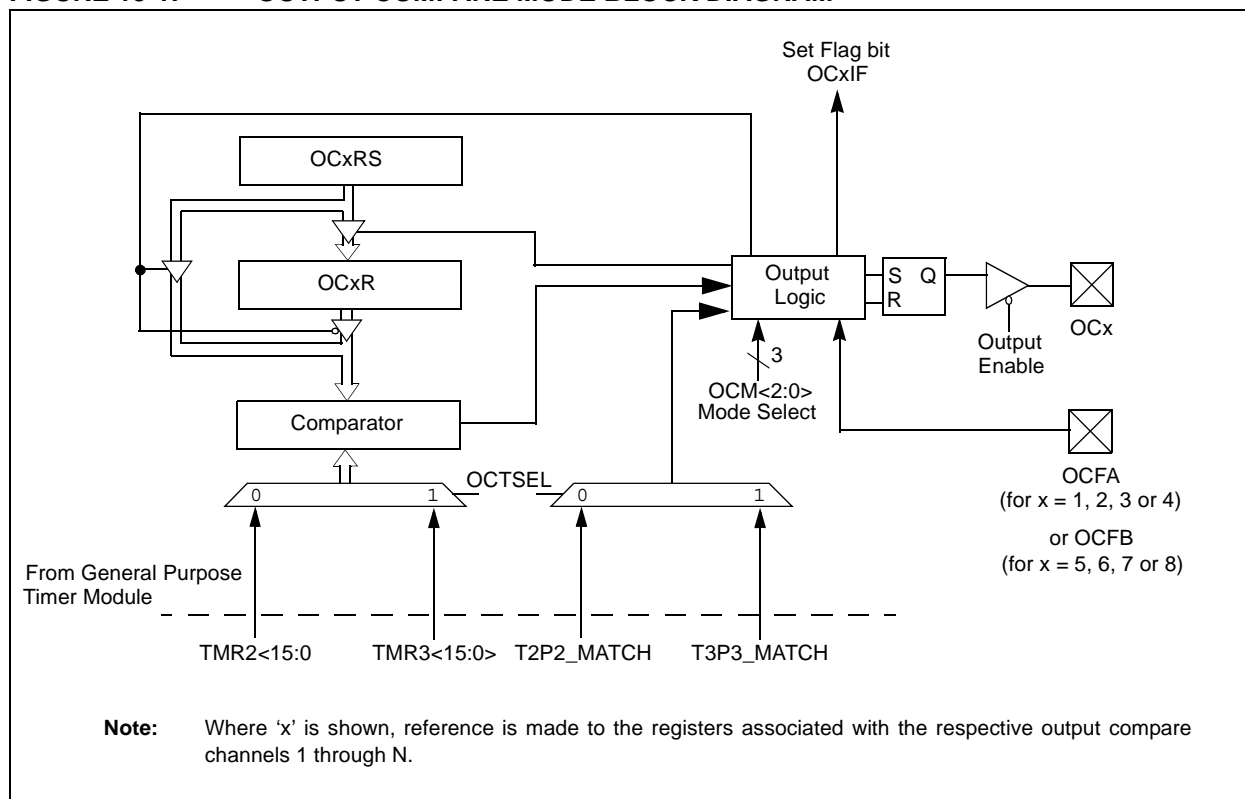 Set Flag bit
OCxIF
OCxRS
OCxR
Output
Logic
S Q
R
OCx
Output
Enable
3
OCM<2:0>
Mode Select
Comparator
OCTSEL
0 1
0 1
OCFA
(for x = 1, 2, 3 or 4)
or OCFB
(for x = 5, 6, 7 or 8)
From General Purpose
Timer Module
TMR2<15:0 TMR3<15:0> T2P2_MATCH T3P3_MATCH
Note: Where ‘x’ is shown, reference is made to the registers associated with the respective output compare
channels 1 through N.